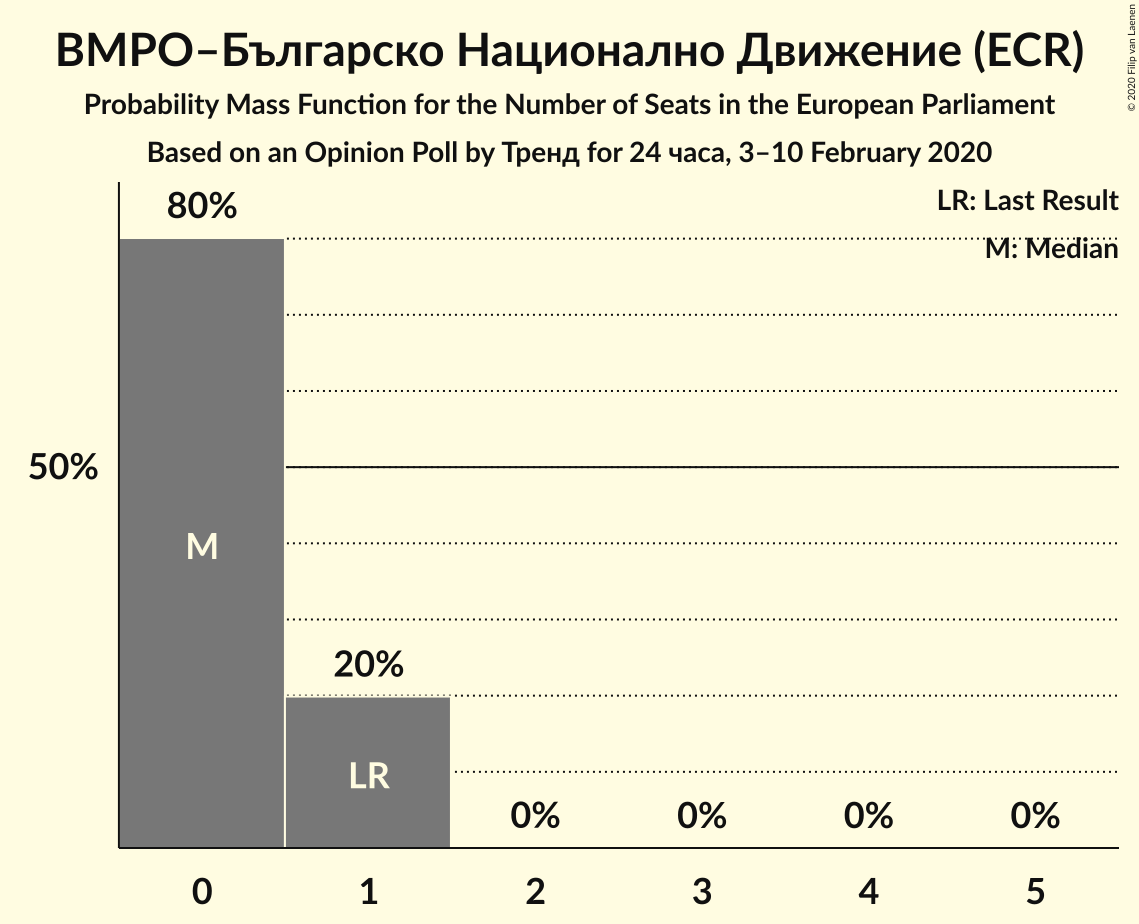 ВМРО–Българско Национално Движение (ECR)
Probability Mass Function for the Number of Seats in the European Parliament
Based on an Opinion Poll by Тренд for 24 часа, 3–10 February 2020
© 2020 Filip van Laenen
LR: Last Result
M: Median
80%
50%
M
20%
LR
0% 0% 0% 0%
0 1 2 3 4 5